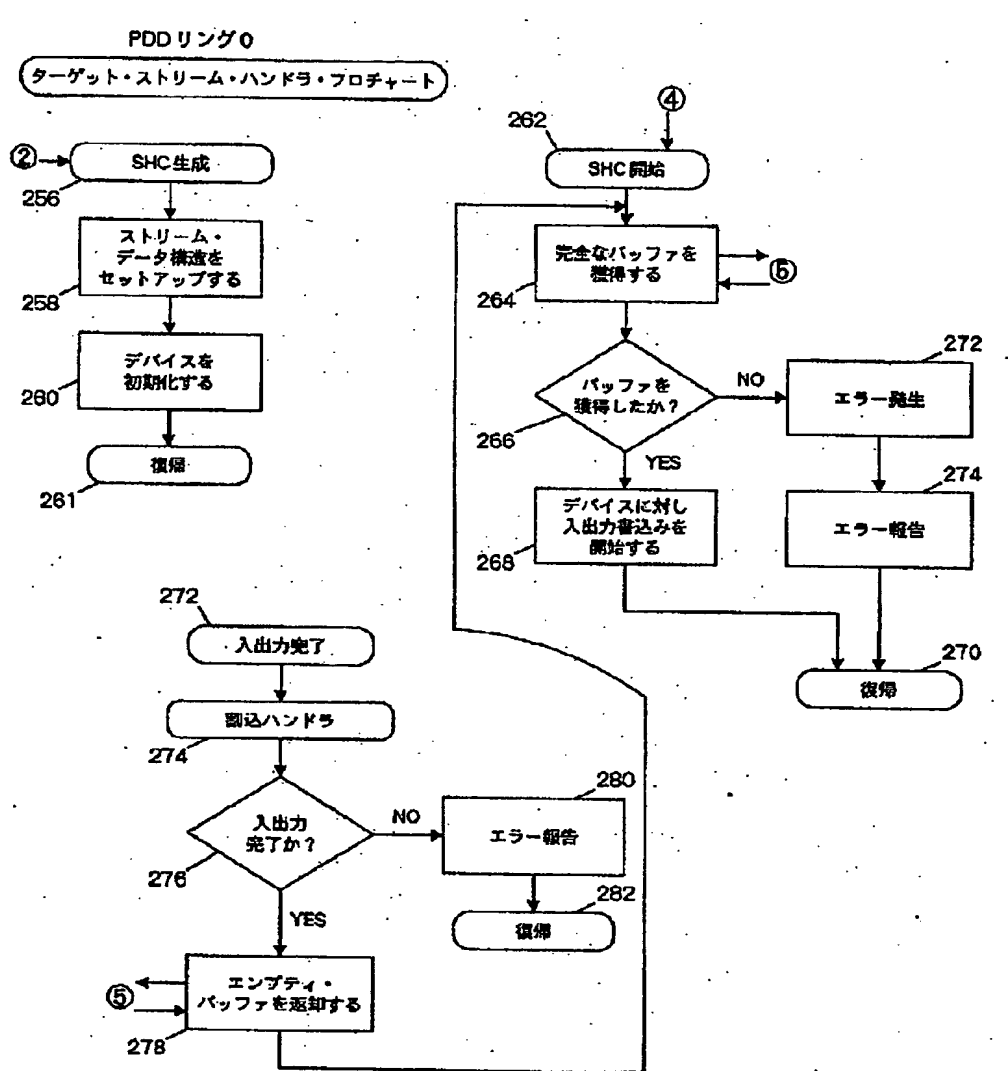 PDDリング0
ターゲット・ストリーム・ハンドラ・フロチャート
②
SHC生成
256
ストリーム・
データ構造を
セットアップする
258
デバイスを
初期化する
260
復帰
261
④
262
SHC開始
完全なバッファを
獲得する
264
⑤
バッファを
獲得したか?
266
NO
YES
272
エラー発生
274
エラー報告
デバイスに対し
入出力書込みを
開始する
268
270
復帰
272
入出力完了
割込ハンドラ
274
入出力
完了か?
276
NO
YES
280
エラー報告
282
復帰
⑤
エンプティ・
バッファを返却する
278